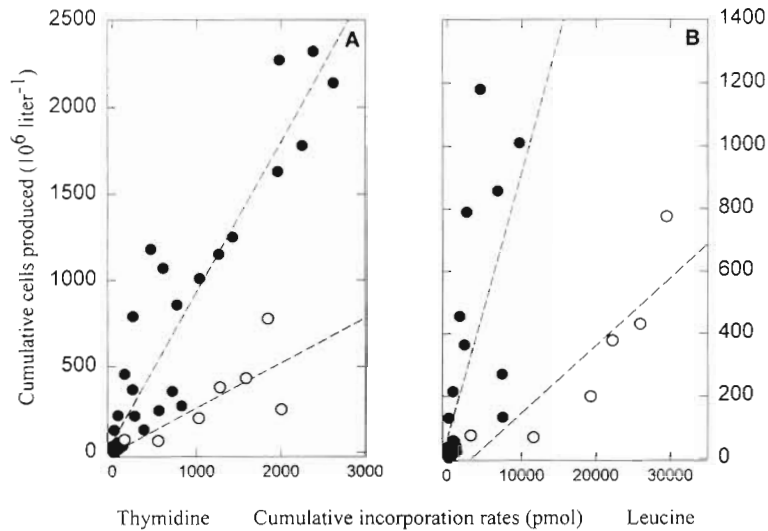 2500
2000
1500
1000
500
0
Cumulative cells produced (10⁶ liter⁻¹)
A
0 1000 2000 3000
B
1400
1200
1000
800
600
400
200
0
0 10000 20000 30000
Thymidine Cumulative incorporation rates (pmol) Leucine